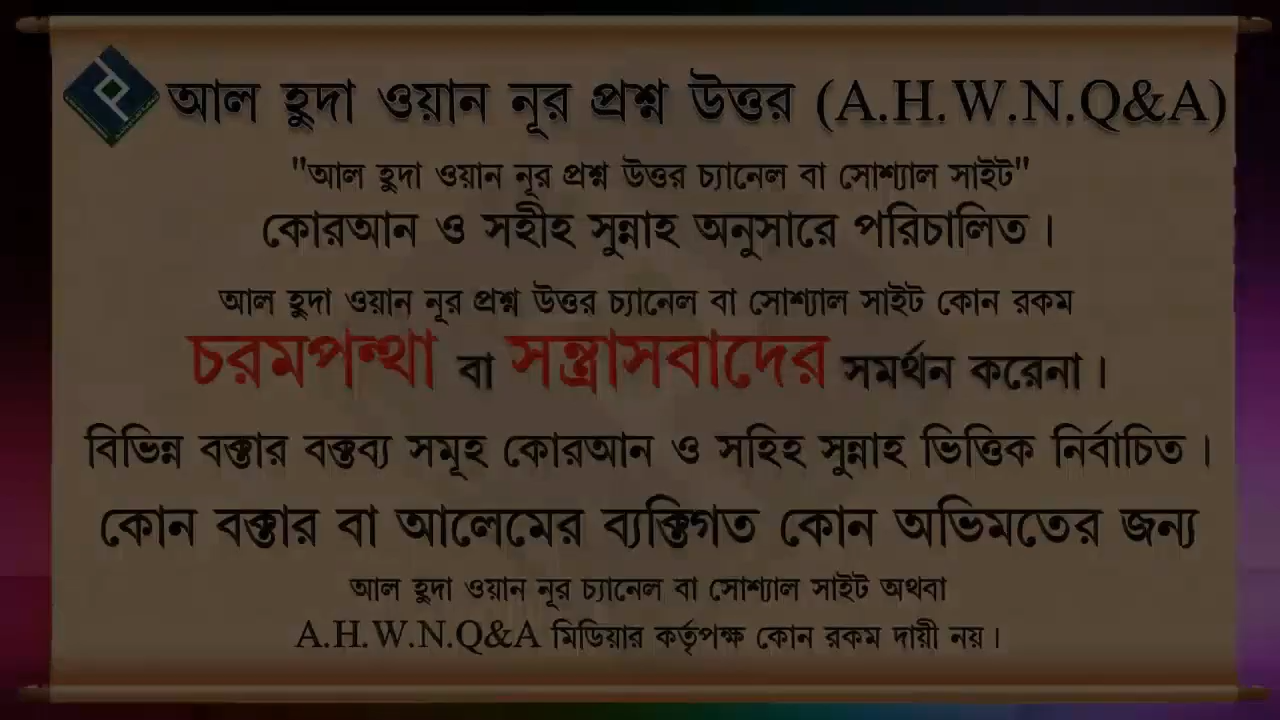 আল হুদা ওয়ান নূর প্রশ্ন উত্তর (A.H.W.N.Q&A)
"আল হুদা ওয়ান নূর প্রশ্ন উত্তর চ্যানেল বা সোশ্যাল সাইট"
কোরআন ও সহীহ সুন্নাহ অনুসারে পরিচালিত ।
আল হুদা ওয়ান নূর প্রশ্ন উত্তর চ্যানেল বা সোশ্যাল সাইট কোন রকম
চরমপন্থা বা সন্ত্রাসবাদের সমর্থন করেনা ।
বিভিন্ন বক্তার বক্তব্য সমূহ কোরআন ও সহিহ সুন্নাহ ভিত্তিক নির্বাচিত ।
কোন বক্তার বা আলেমের ব্যক্তিগত কোন অভিমতের জন্য
আল হুদা ওয়ান নূর চ্যানেল বা সোশ্যাল সাইট অথবা
A.H.W.N.Q&A মিডিয়ার কর্তৃপক্ষ কোন রকম দায়ী নয় ।